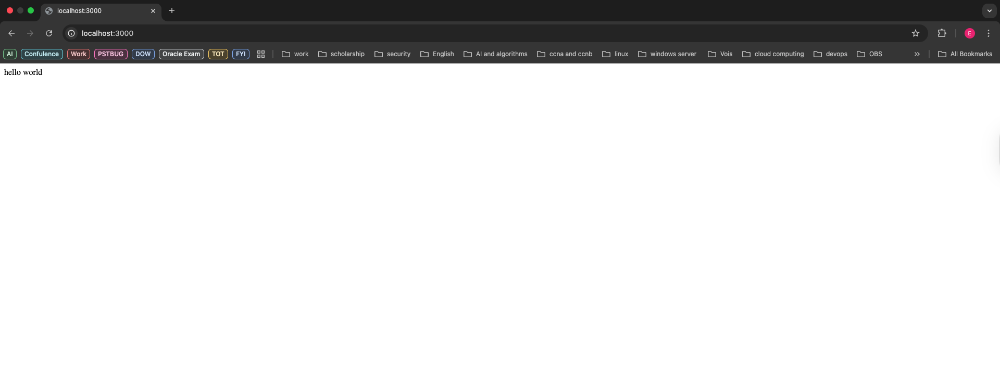 localhost:3000
localhost:3000
E
AI Confulence Work PSTBUG DOW Oracle Exam TOT FYI work scholarship security English AI and algorithms ccna and ccnb linux windows server Vois cloud computing devops OBS All Bookmarks
hello world